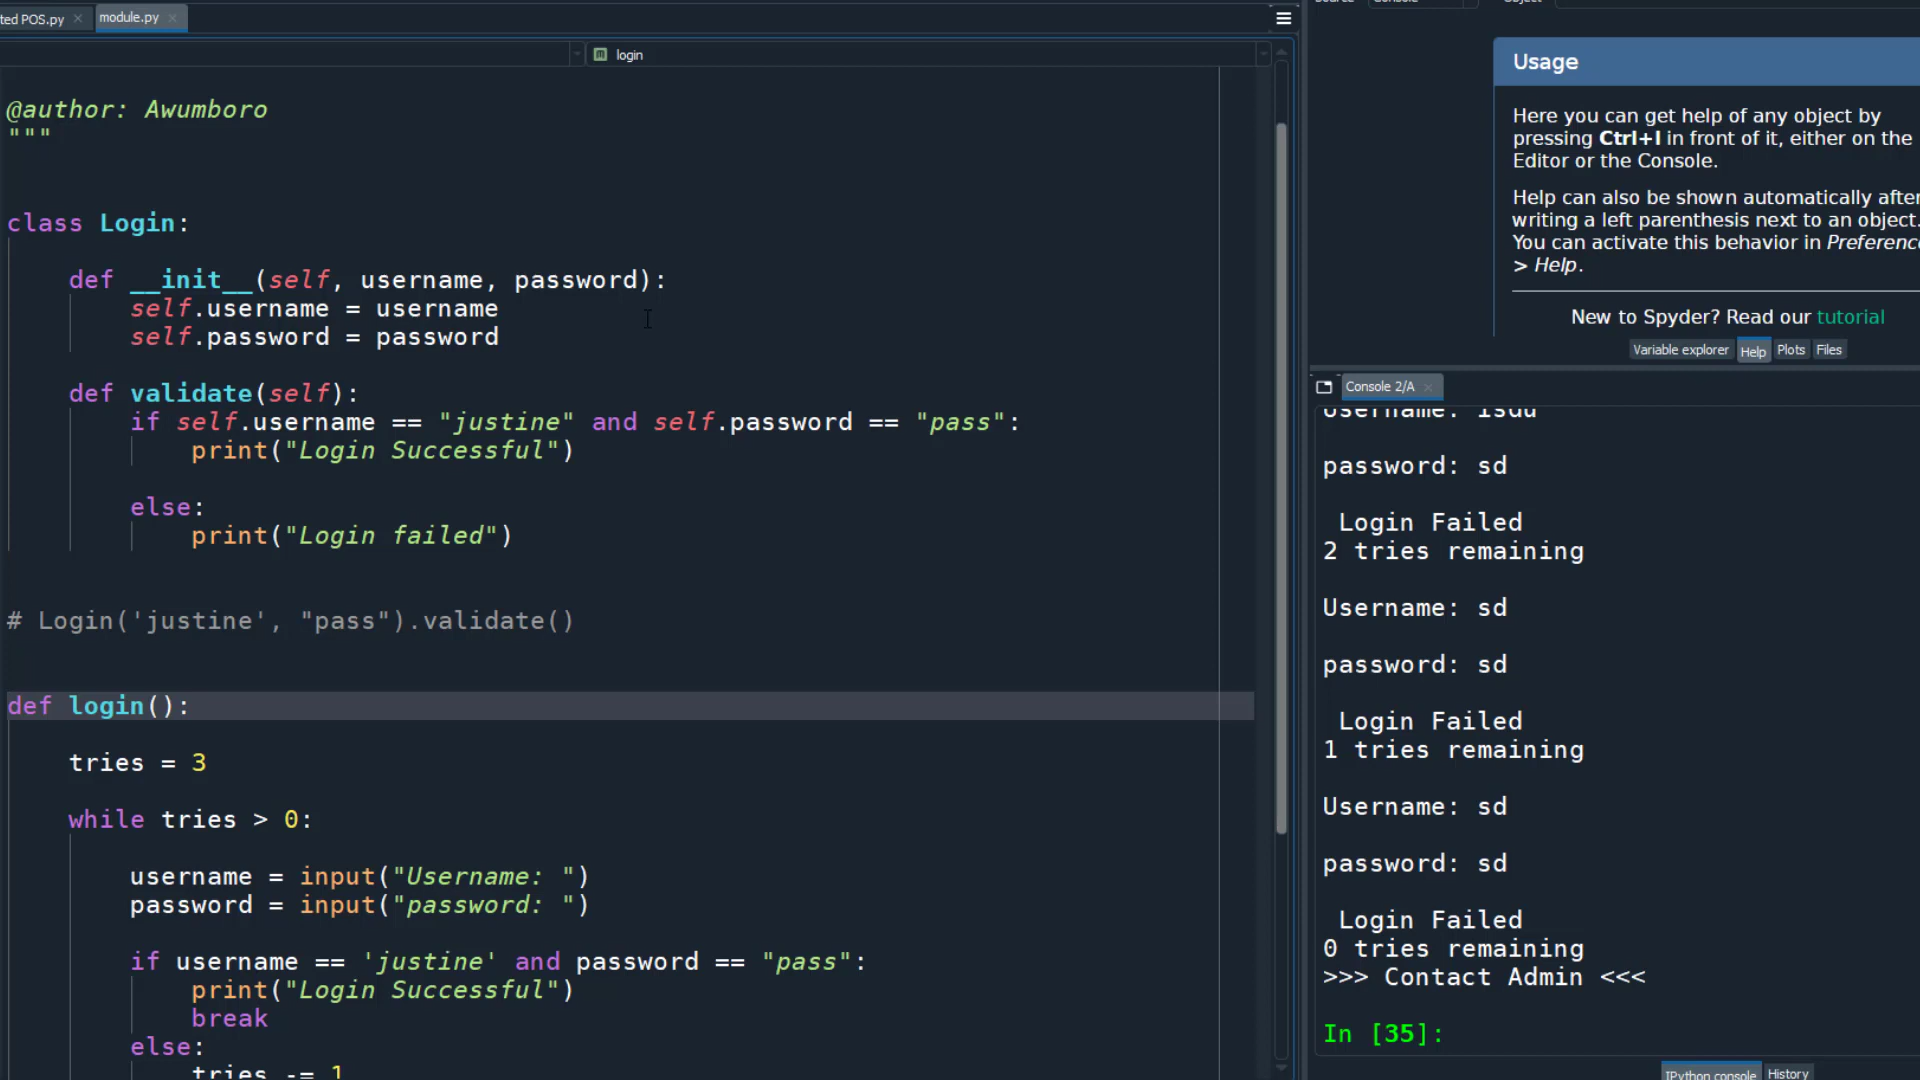 ted POS.py
module.py
login
@author: Awumboro
"""
class Login:
def __init__(self, username, password):
self.username = username
self.password = password
def validate(self):
if self.username == "justine" and self.password == "pass":
print("Login Successful")
else:
print("Login failed")
# Login('justine', "pass").validate()
def login():
tries = 3
while tries > 0:
username = input("Username: ")
password = input("password: ")
if username == 'justine' and password == "pass":
print("Login Successful")
break
else:
tries -= 1
Source Console Object
Usage
Here you can get help of any object by
pressing Ctrl+I in front of it, either on the
Editor or the Console.
Help can also be shown automatically after
writing a left parenthesis next to an object.
You can activate this behavior in Preferenc
> Help.
New to Spyder? Read our tutorial
Variable explorer Help Plots Files
Console 2/A
Username: isdu
password: sd
Login Failed
2 tries remaining
Username: sd
password: sd
Login Failed
1 tries remaining
Username: sd
password: sd
Login Failed
0 tries remaining
>>> Contact Admin <<<
In [35]:
IPython console History